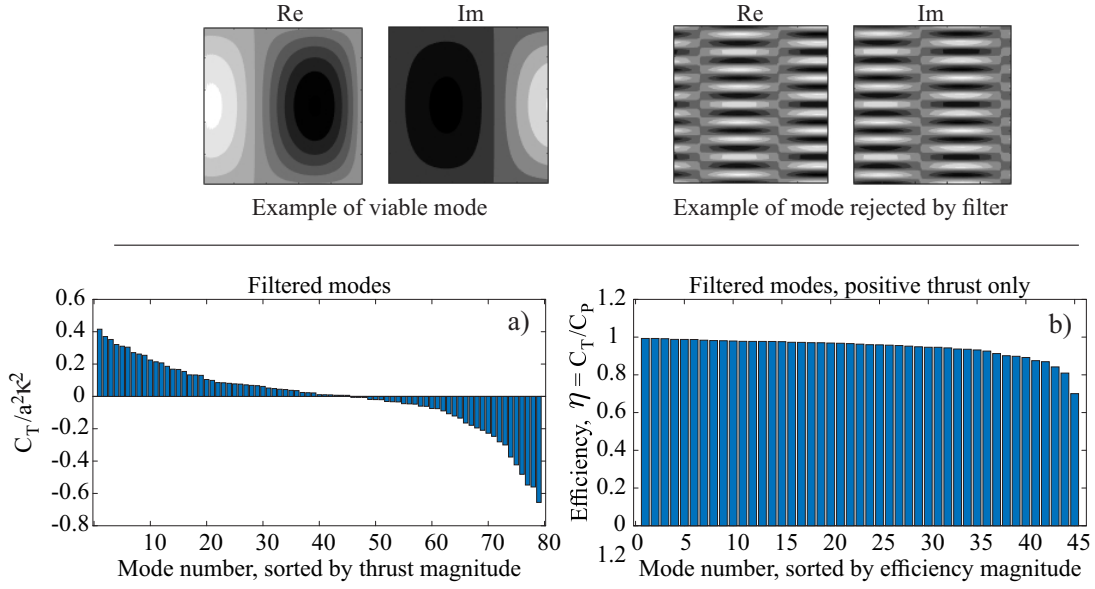 Re Im Re Im
Example of viable mode Example of mode rejected by filter
Filtered modes
a)
C_T/a²κ²
0.6
0.4
0.2
0
-0.2
-0.4
-0.6
-0.8
10 20 30 40 50 60 70 80
Mode number, sorted by thrust magnitude
Filtered modes, positive thrust only
b)
Efficiency, η = C_T/C_P
1.2
1
0.8
0.6
0.4
0.2
0
1.2
0 5 10 15 20 25 30 35 40 45
Mode number, sorted by efficiency magnitude